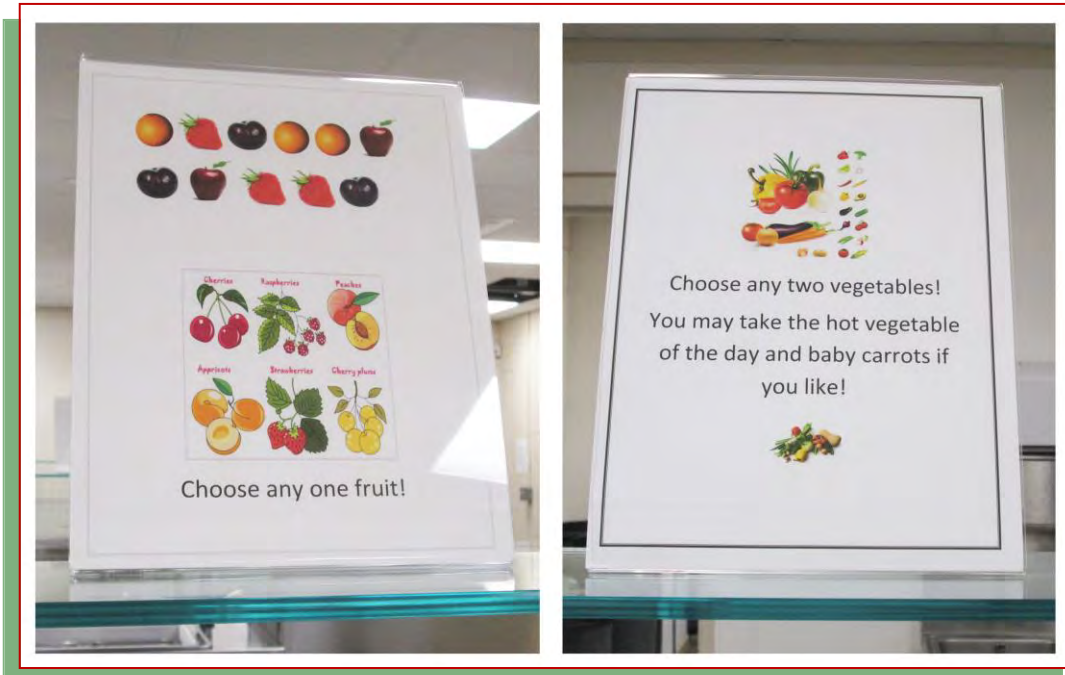 Cherries Raspberries Peaches
Appricots Strawberries Cherry plums
Choose any one fruit!
Choose any two vegetables!
You may take the hot vegetable
of the day and baby carrots if
you like!